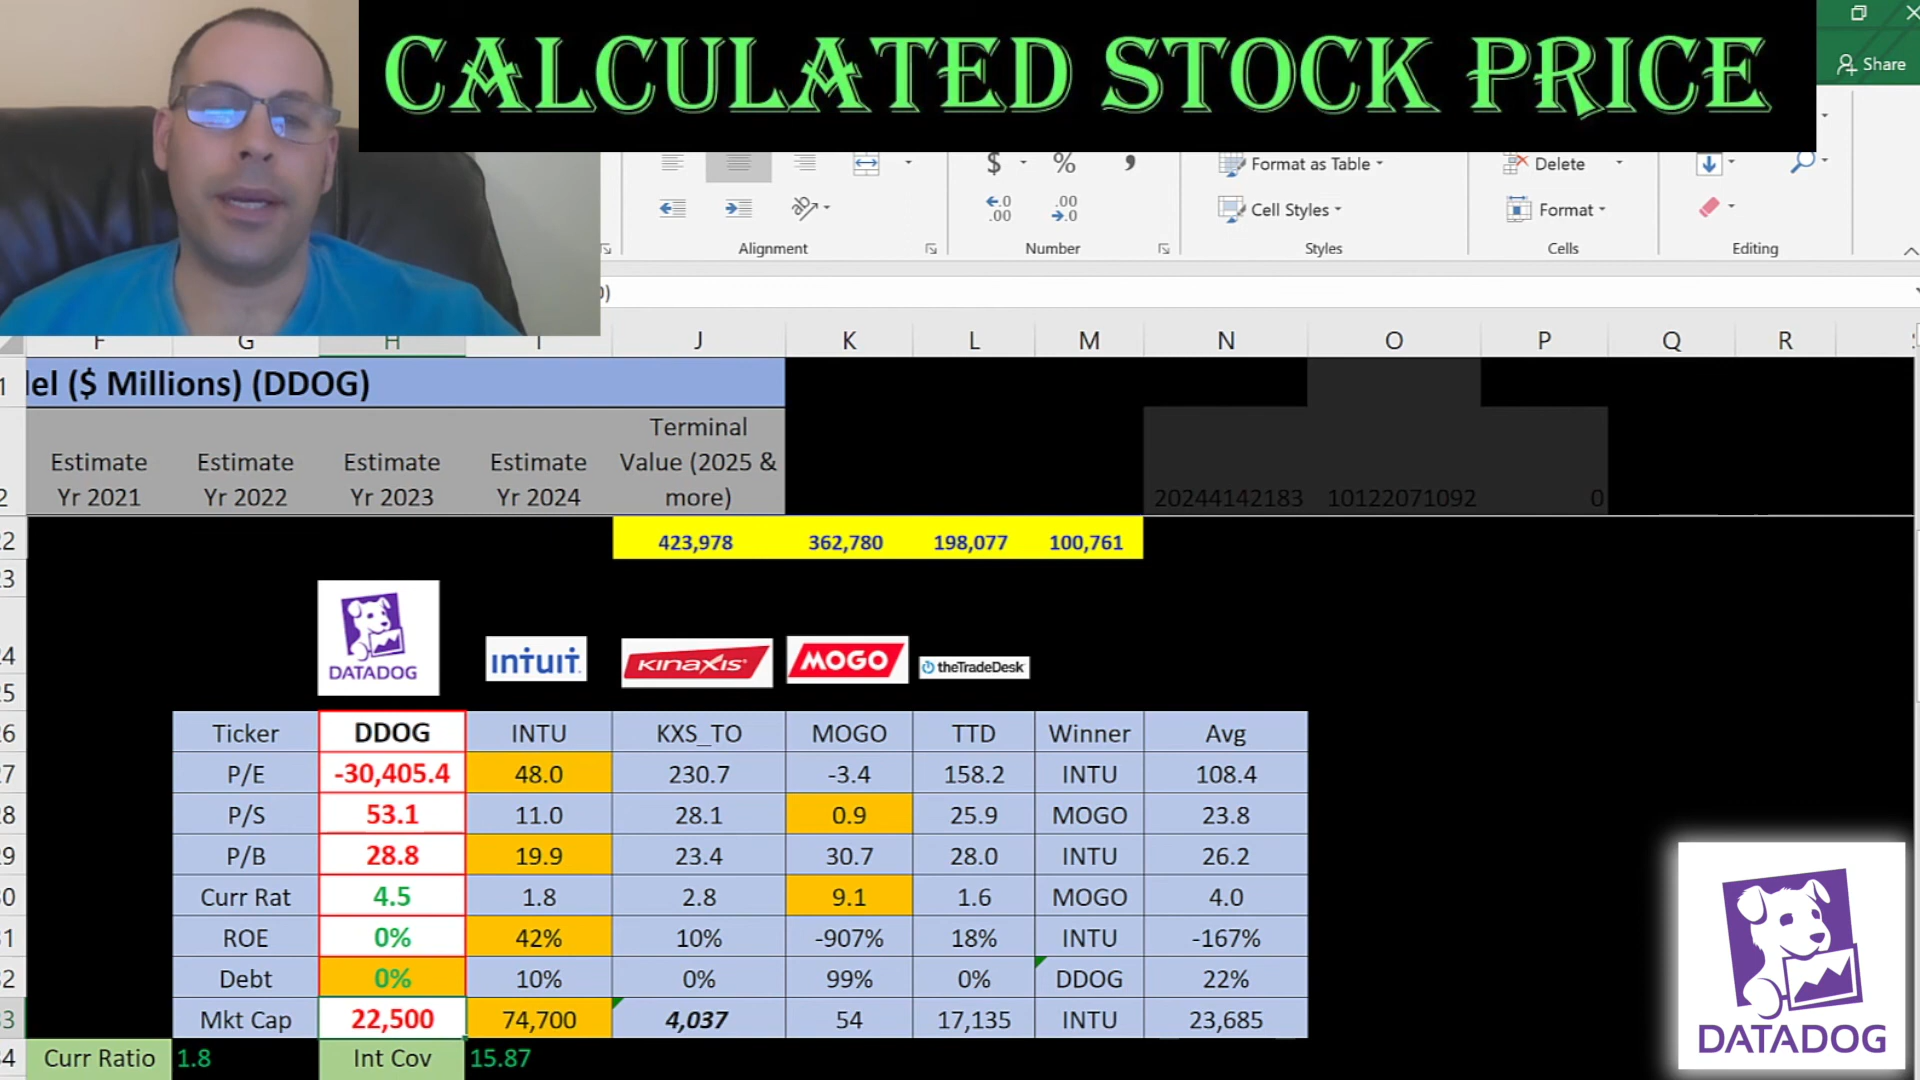 CALCULATED STOCK PRICE
Share
Format as Table
Delete
Cell Styles
Format
Alignment
Number
Styles
Cells
Editing
F G H I J K L M N O P Q R
1
del ($ Millions) (DDOG)
Estimate Yr 2021
Estimate Yr 2022
Estimate Yr 2023
Estimate Yr 2024
Terminal Value (2025 & more)
20244142183 10122071092 0
423,978 362,780 198,077 100,761
DATADOG
intuit.
KINAXIS
MOGO
theTradeDesk
Ticker DDOG INTU KXS_TO MOGO TTD Winner Avg
P/E -30,405.4 48.0 230.7 -3.4 158.2 INTU 108.4
P/S 53.1 11.0 28.1 0.9 25.9 MOGO 23.8
P/B 28.8 19.9 23.4 30.7 28.0 INTU 26.2
Curr Rat 4.5 1.8 2.8 9.1 1.6 MOGO 4.0
ROE 0% 42% 10% -907% 18% INTU -167%
Debt 0% 10% 0% 99% 0% DDOG 22%
Mkt Cap 22,500 74,700 4,037 54 17,135 INTU 23,685
Curr Ratio 1.8 Int Cov 15.87
DATADOG